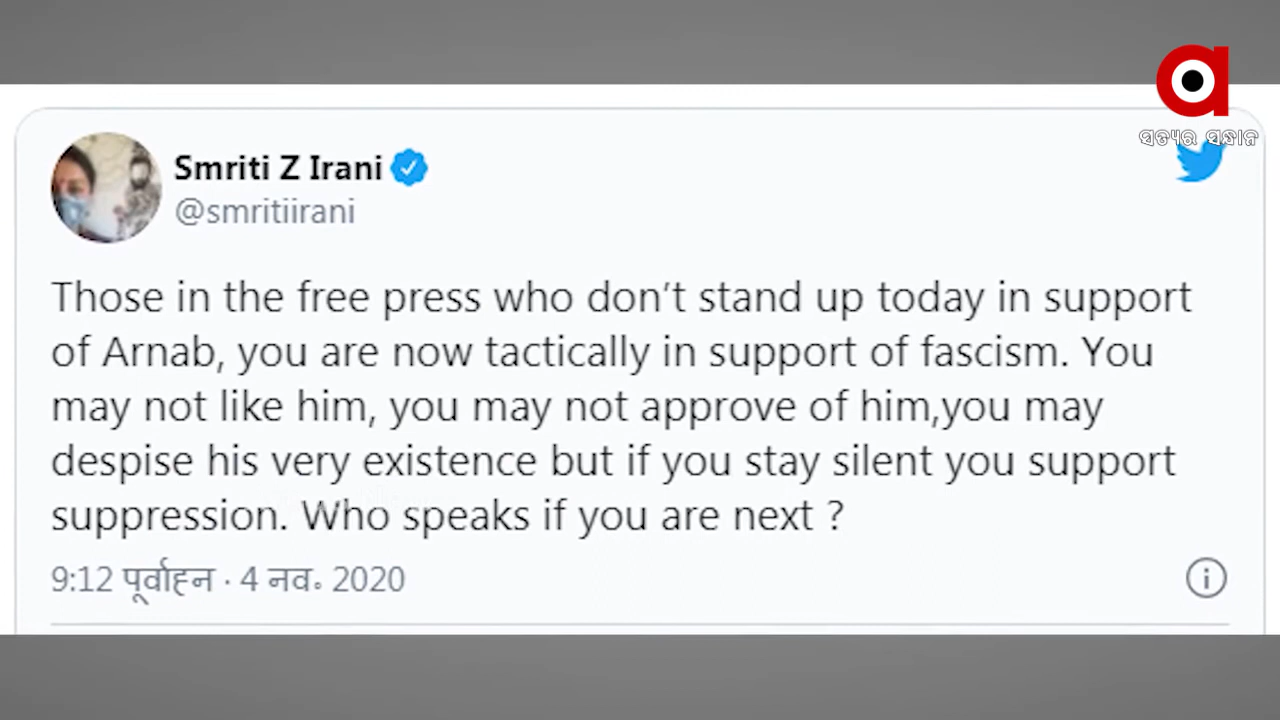 ସତ୍ୟର ସନ୍ଧାନ
Smriti Z Irani
@smritiirani
Those in the free press who don’t stand up today in support
of Arnab, you are now tactically in support of fascism. You
may not like him, you may not approve of him,you may
despise his very existence but if you stay silent you support
suppression. Who speaks if you are next ?
9:12 पूर्वाह्न · 4 नव॰ 2020